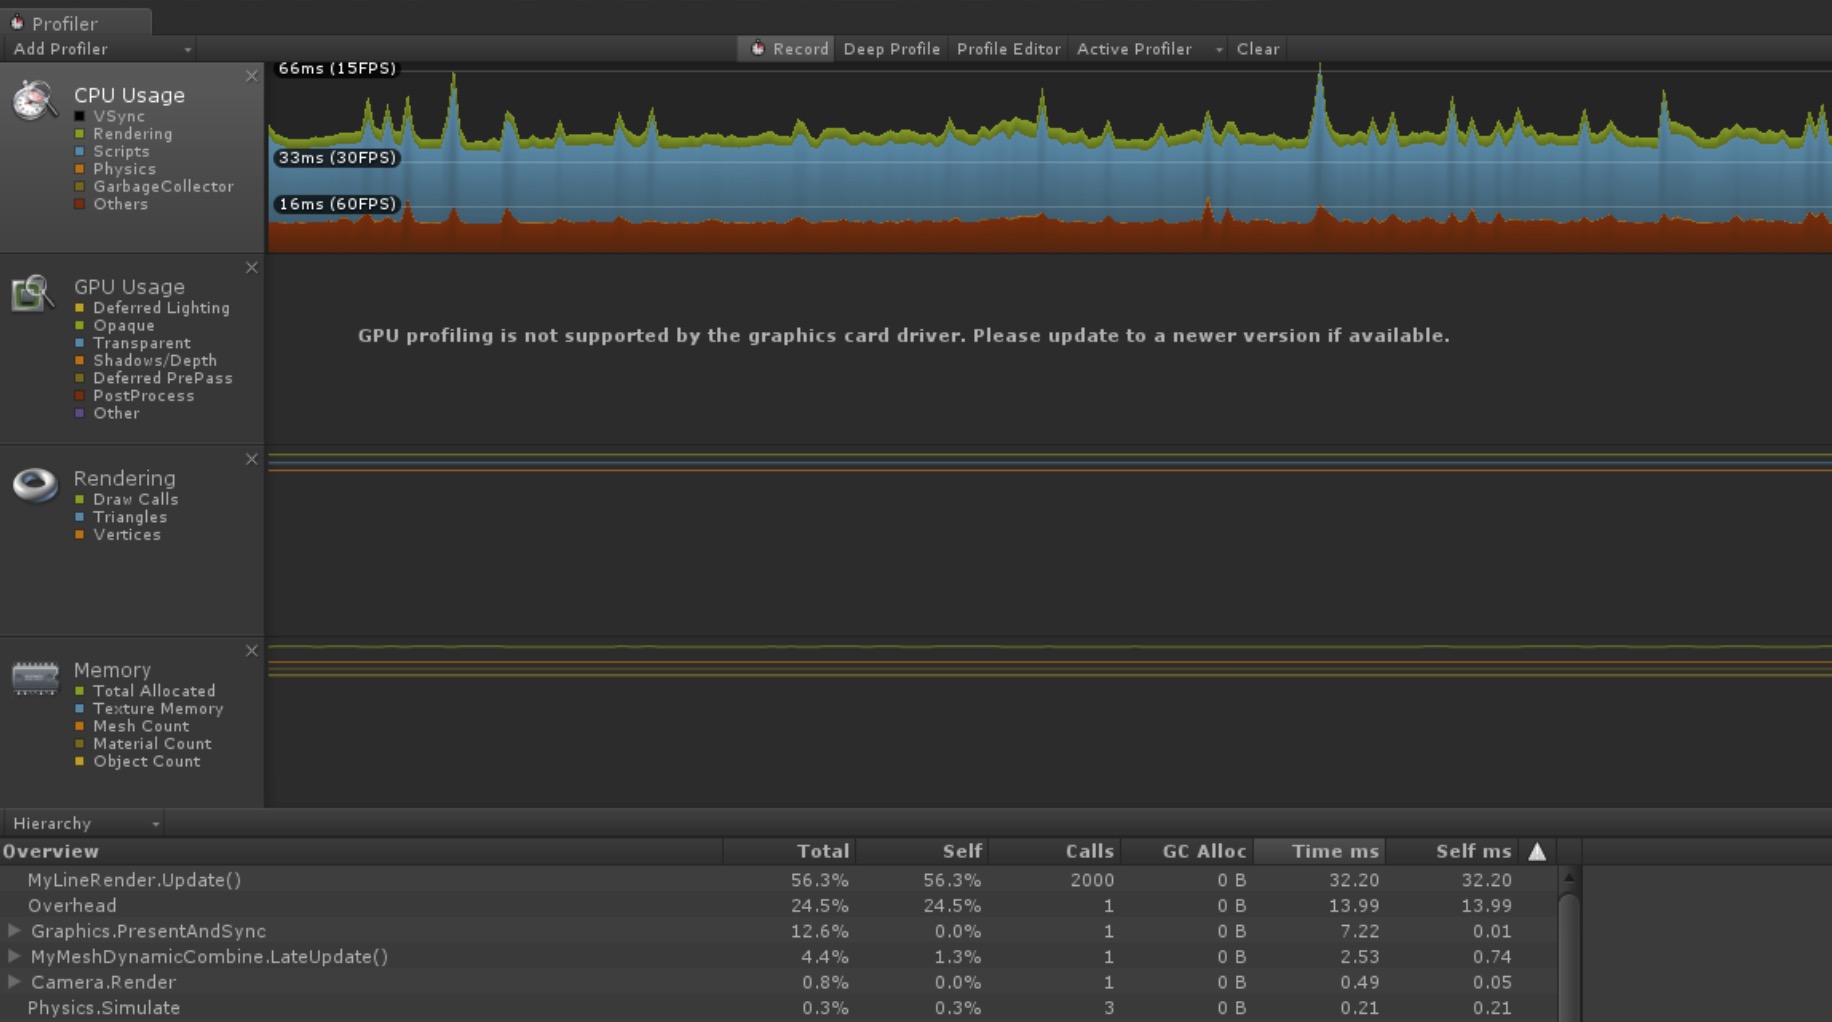 Profiler
Add Profiler Record Deep Profile Profile Editor Active Profiler Clear
CPU Usage
VSync
Rendering
Scripts
Physics
GarbageCollector
Others
66ms (15FPS)
33ms (30FPS)
16ms (60FPS)
GPU Usage
Deferred Lighting
Opaque
Transparent
Shadows/Depth
Deferred PrePass
PostProcess
Other
GPU profiling is not supported by the graphics card driver. Please update to a newer version if available.
Rendering
Draw Calls
Triangles
Vertices
Memory
Total Allocated
Texture Memory
Mesh Count
Material Count
Object Count
Hierarchy
Overview Total Self Calls GC Alloc Time ms Self ms
MyLineRender.Update() 56.3% 56.3% 2000 0 B 32.20 32.20
Overhead 24.5% 24.5% 1 0 B 13.99 13.99
Graphics.PresentAndSync 12.6% 0.0% 1 0 B 7.22 0.01
MyMeshDynamicCombine.LateUpdate() 4.4% 1.3% 1 0 B 2.53 0.74
Camera.Render 0.8% 0.0% 1 0 B 0.49 0.05
Physics.Simulate 0.3% 0.3% 3 0 B 0.21 0.21